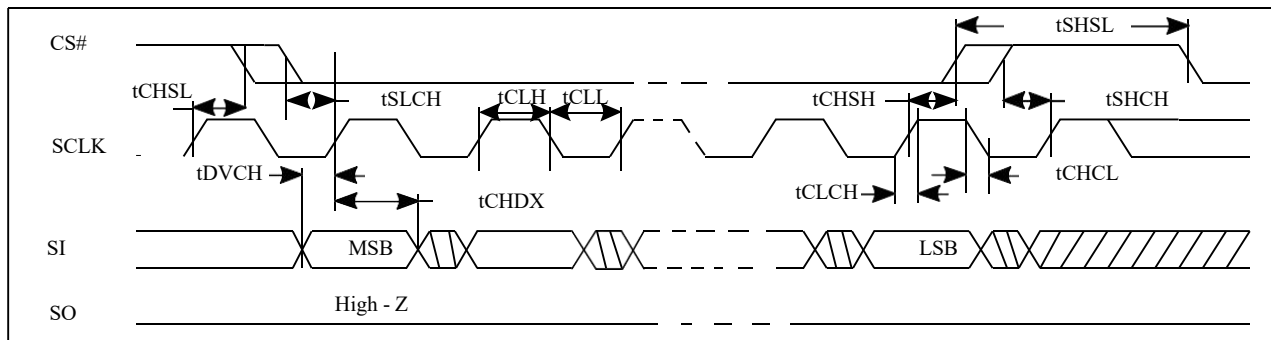 tSHSL
CS#
tCHSL
tSLCH
tCLH
tCLL
tCHSH
tSHCH
SCLK
tDVCH
tCHDX
tCLCH
tCHCL
SI
MSB
LSB
SO
High - Z